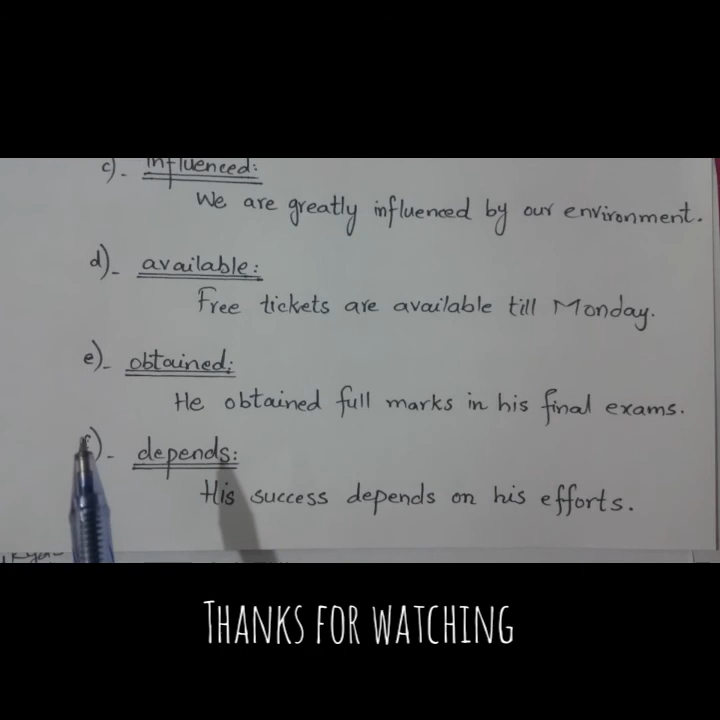 c)- influenced:
We are greatly influenced by our environment.
d)- available:
Free tickets are available till Monday.
e)- obtained:
He obtained full marks in his final exams.
)- depends:
His success depends on his efforts.
THANKS FOR WATCHING